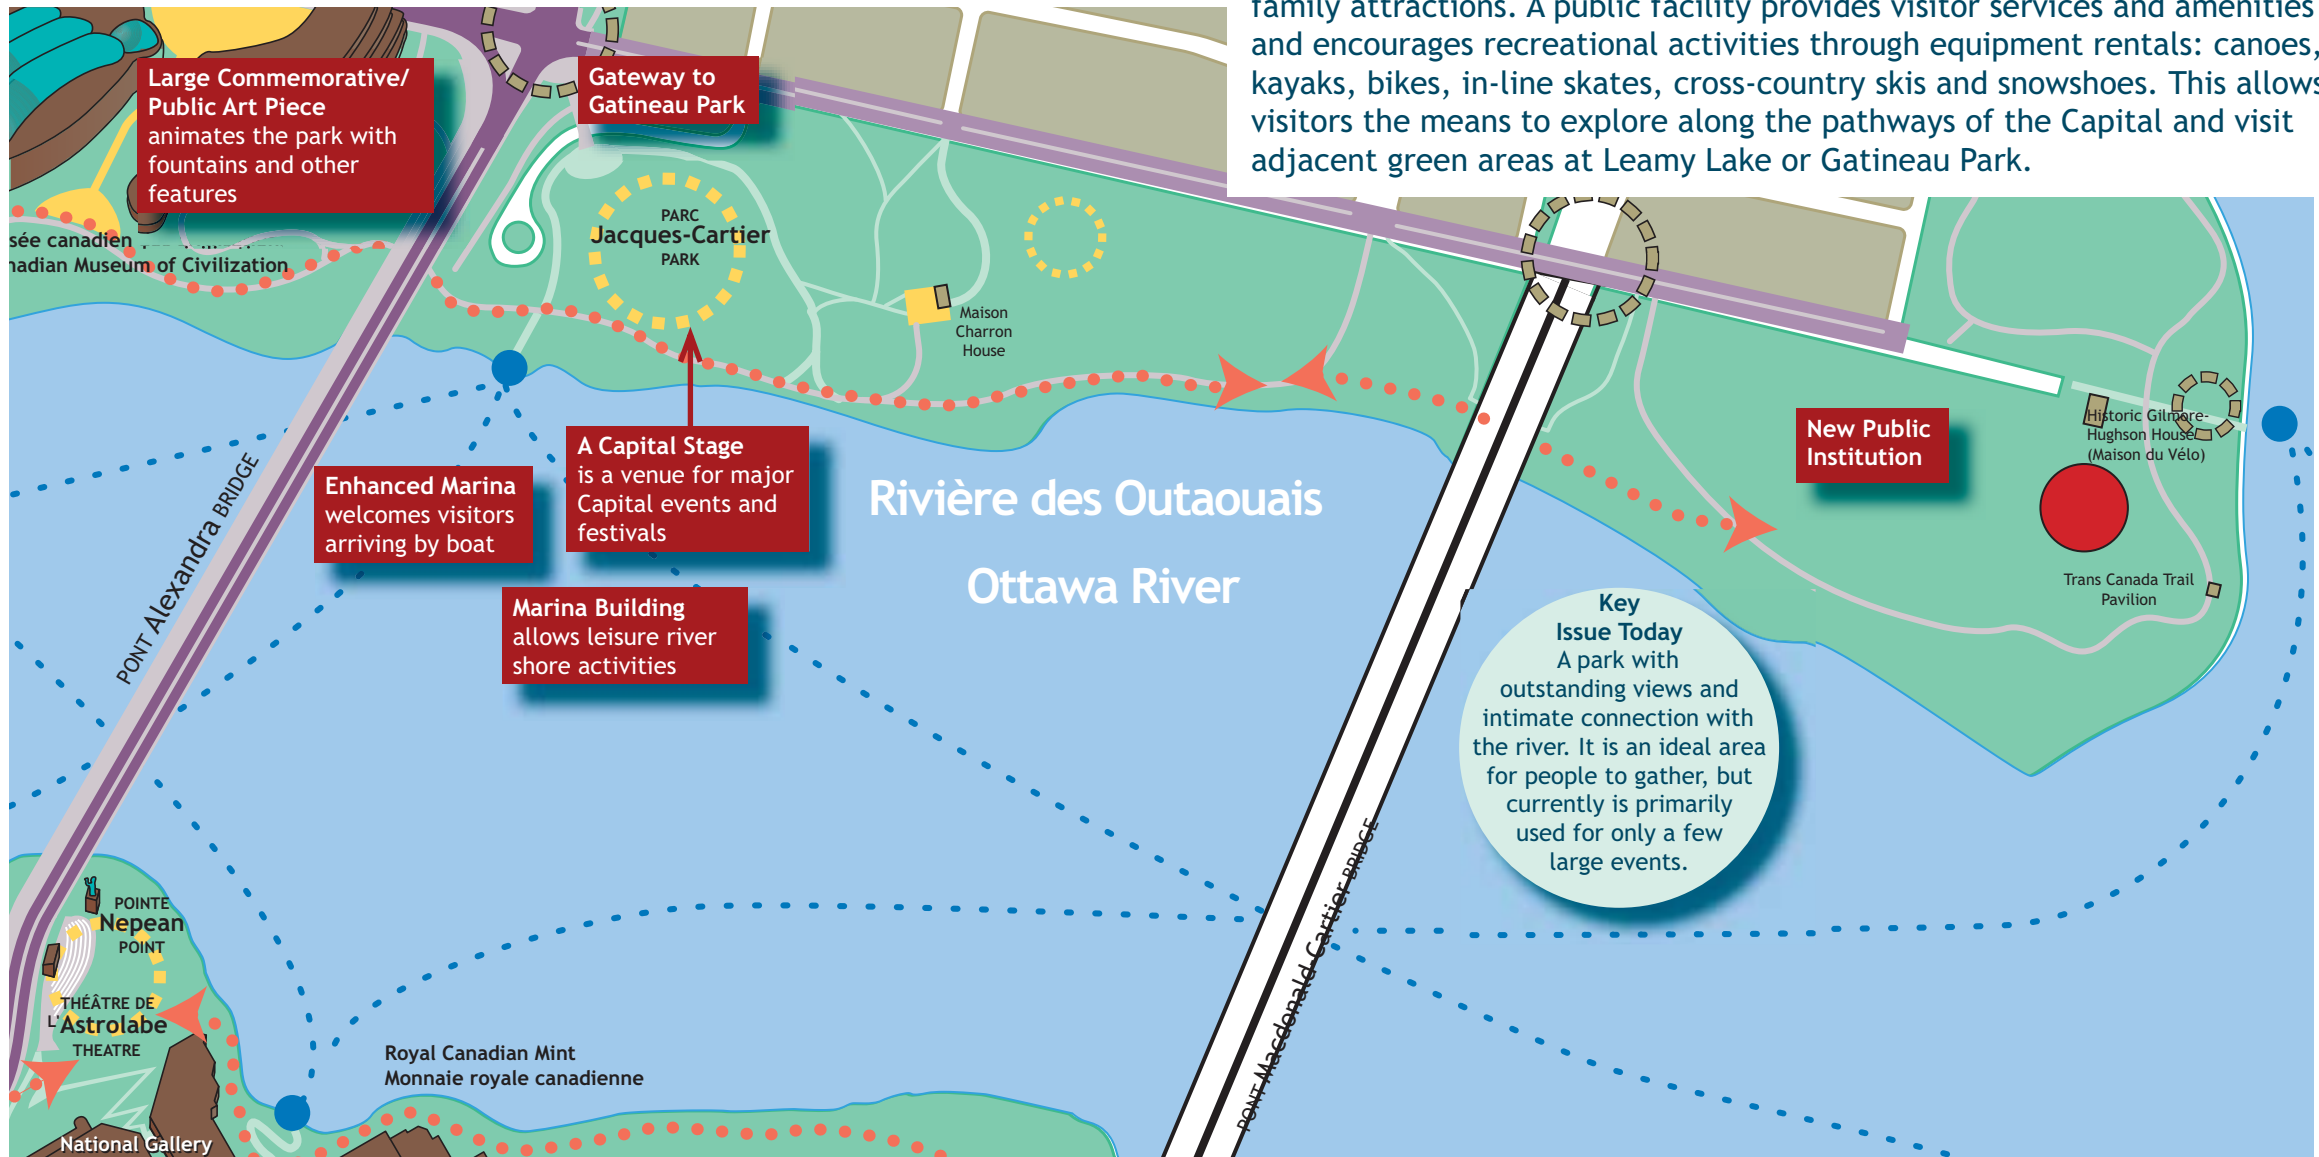 family attractions. A public facility provides visitor services and amenities
and encourages recreational activities through equipment rentals: canoes,
kayaks, bikes, in-line skates, cross-country skis and snowshoes. This allows
visitors the means to explore along the pathways of the Capital and visit
adjacent green areas at Leamy Lake or Gatineau Park.
Large Commemorative/
Public Art Piece
animates the park with
fountains and other
features
Gateway to
Gatineau Park
sée canadien
nadian Museum of Civilization
PARC
Jacques-Cartier
PARK
Maison
Charron
House
A Capital Stage
is a venue for major
Capital events and
festivals
Enhanced Marina
welcomes visitors
arriving by boat
Marina Building
allows leisure river
shore activities
PONT Alexandra BRIDGE
Rivière des Outaouais
Ottawa River
New Public
Institution
Historic Gilmore-
Hughson House
(Maison du Vélo)
Trans Canada Trail
Pavilion
Key
Issue Today
A park with
outstanding views and
intimate connection with
the river. It is an ideal area
for people to gather, but
currently is primarily
used for only a few
large events.
PONT Macdonald-Cartier BRIDGE
POINTE
Nepean
POINT
THÉÂTRE DE
L'Astrolabe
THEATRE
Royal Canadian Mint
Monnaie royale canadienne
National Gallery